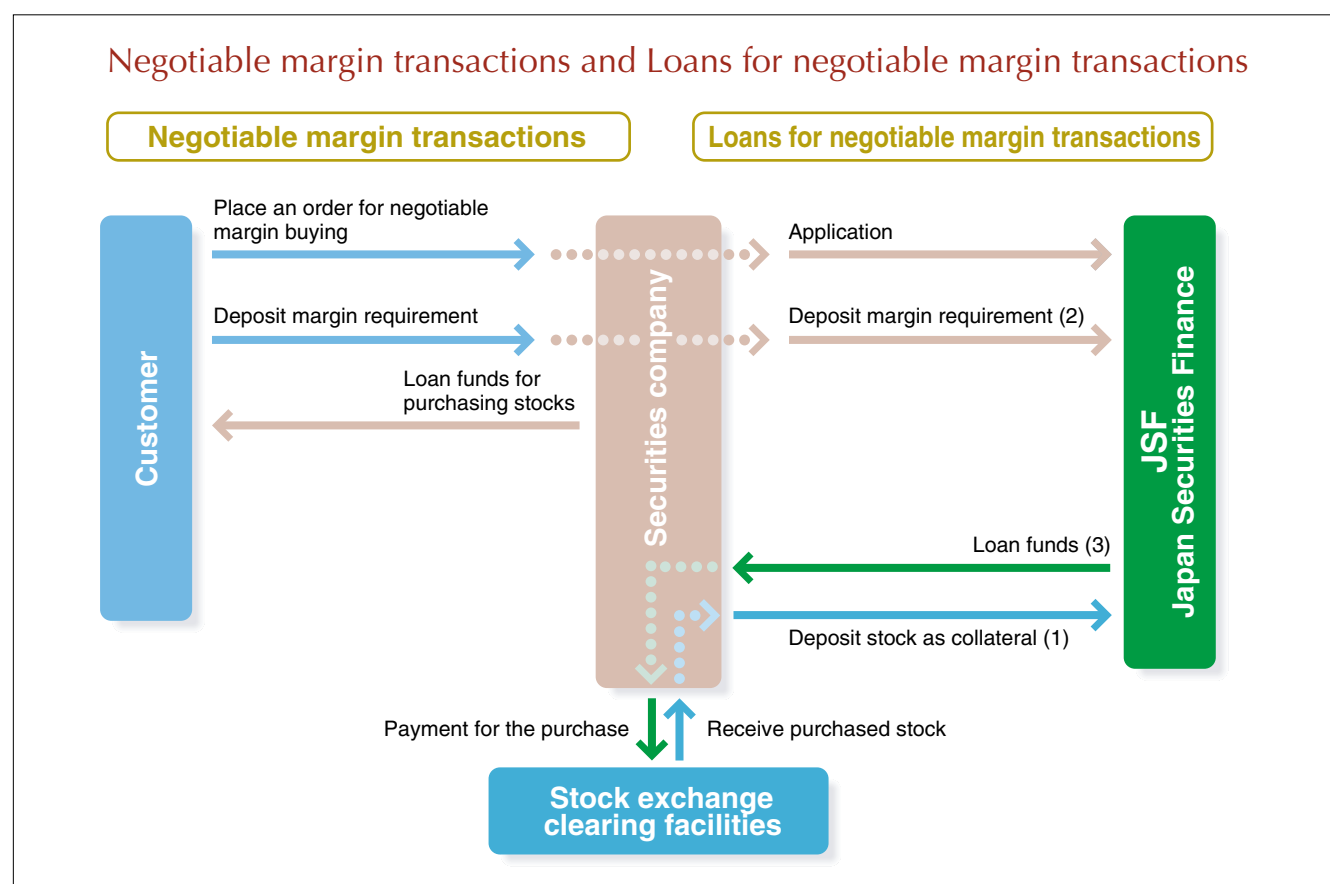 Negotiable margin transactions and Loans for negotiable margin transactions
Negotiable margin transactions
Loans for negotiable margin transactions
Customer
Place an order for negotiable
margin buying
Deposit margin requirement
Loan funds for
purchasing stocks
Securities company
Application
Deposit margin requirement (2)
Loan funds (3)
Deposit stock as collateral (1)
JSF
Japan Securities Finance
Payment for the purchase
Receive purchased stock
Stock exchange
clearing facilities